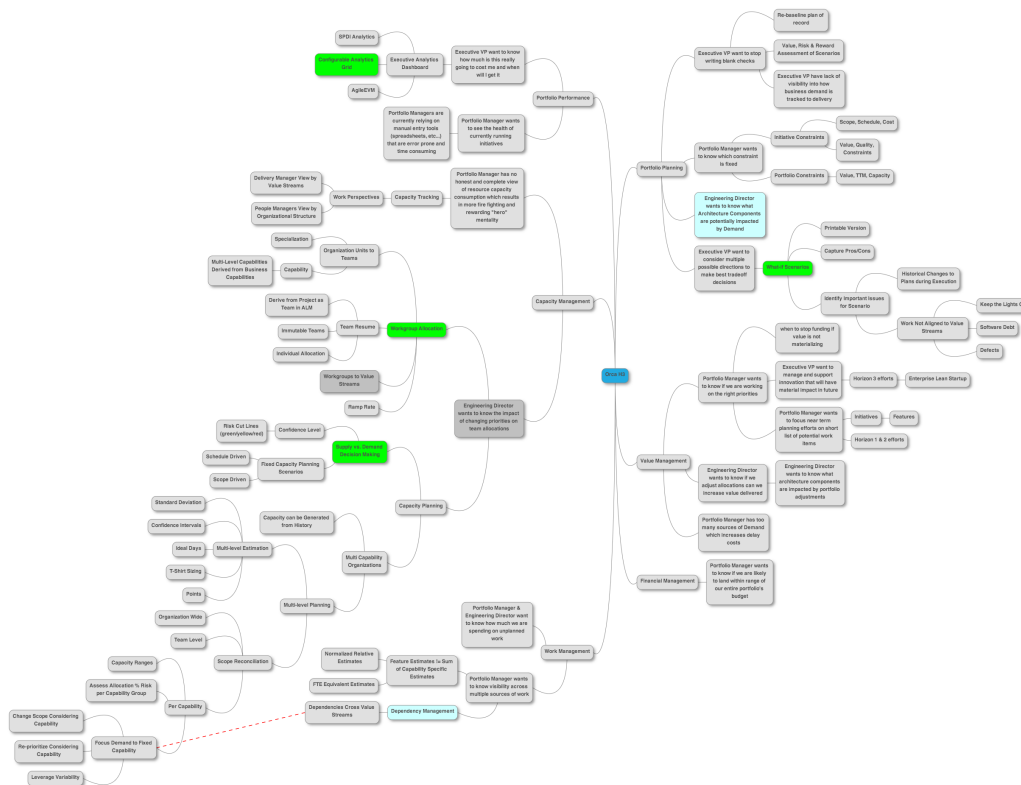 SPDI Analytics
Configurable Analytics
Grid
AgileEVM
Executive Analytics
Dashboard
Executive VP want to know
how much is this really
going to cost me and when
will I get it
Portfolio Performance
Portfolio Managers are
currently relying on
manual entry tools
(spreadsheets, etc...)
that are error prone and
time consuming
Portfolio Manager wants
to see the health of
currently running
initiatives
Delivery Manager View by
Value Streams
People Managers View by
Organizational Structure
Work Perspectives
Capacity Tracking
Portfolio Manager has no
honest and complete view
of resource capacity
consumption which results
in more fire fighting and
rewarding "hero"
mentality
Capacity Management
Specialization
Multi-Level Capabilities
Derived from Business
Capabilities
Capability
Organization Units to
Teams
Derive from Project as
Team in ALM
Immutable Teams
Individual Allocation
Team Resume
Workgroup Allocation
Workgroups to Value
Streams
Ramp Rate
Engineering Director
wants to know the impact
of changing priorities on
team allocations
Risk Cut Lines
(green/yellow/red)
Confidence Level
Supply vs. Demand
Decision Making
Schedule Driven
Scope Driven
Fixed Capacity Planning
Scenarios
Capacity Planning
Capacity can be Generated
from History
Multi Capability
Organizations
Standard Deviation
Confidence Intervals
Ideal Days
T-Shirt Sizing
Points
Multi-level Estimation
Multi-level Planning
Organization Wide
Team Level
Scope Reconciliation
Capacity Ranges
Assess Allocation % Risk
per Capability Group
Per Capability
Change Scope Considering
Capability
Re-prioritize Considering
Capability
Leverage Variability
Focus Demand to Fixed
Capability
Portfolio Manager &
Engineering Director want
to know how much we are
spending on unplanned
work
Work Management
Normalized Relative
Estimates
FTE Equivalent Estimates
Feature Estimates != Sum
of Capability Specific
Estimates
Portfolio Manager wants
to know visibility across
multiple sources of work
Dependencies Cross Value
Streams
Dependency Management
Orca H5
Portfolio Planning
Executive VP want to stop
writing blank checks
Re-baseline plan of
record
Value, Risk & Reward
Assessment of Scenarios
Executive VP have lack of
visibility into how
business demand is
tracked to delivery
Portfolio Manager wants
to know which constraint
is fixed
Initiative Constraints
Scope, Schedule, Cost
Value, Quality,
Constraints
Portfolio Constraints
Value, TTM, Capacity
Engineering Director
wants to know what
Architecture Components
are potentially impacted
by Demand
Executive VP want to
consider multiple
possible directions to
make best tradeoff
decisions
What If Scenarios
Printable Version
Capture Pros/Cons
Identify Important Issues
for Scenario
Historical Changes to
Plans during Execution
Work Not Aligned to Value
Streams
Keep the Lights
Software Debt
Defects
Value Management
Portfolio Manager wants
to know if we are working
on the right priorities
when to stop funding if
value is not
materializing
Executive VP want to
manage and support
innovation that will have
material impact in future
Horizon 3 efforts
Enterprise Lean Startup
Portfolio Manager wants
to focus near term
planning efforts on short
list of potential work
items
Initiatives
Features
Horizon 1 & 2 efforts
Engineering Director
wants to know if we
adjust allocations can we
increase value delivered
Engineering Director
wants to know what
architecture components
are impacted by portfolio
adjustments
Portfolio Manager has too
many sources of Demand
which increases delay
costs
Financial Management
Portfolio Manager wants
to know if we are likely
to land within range of
our entire portfolio's
budget